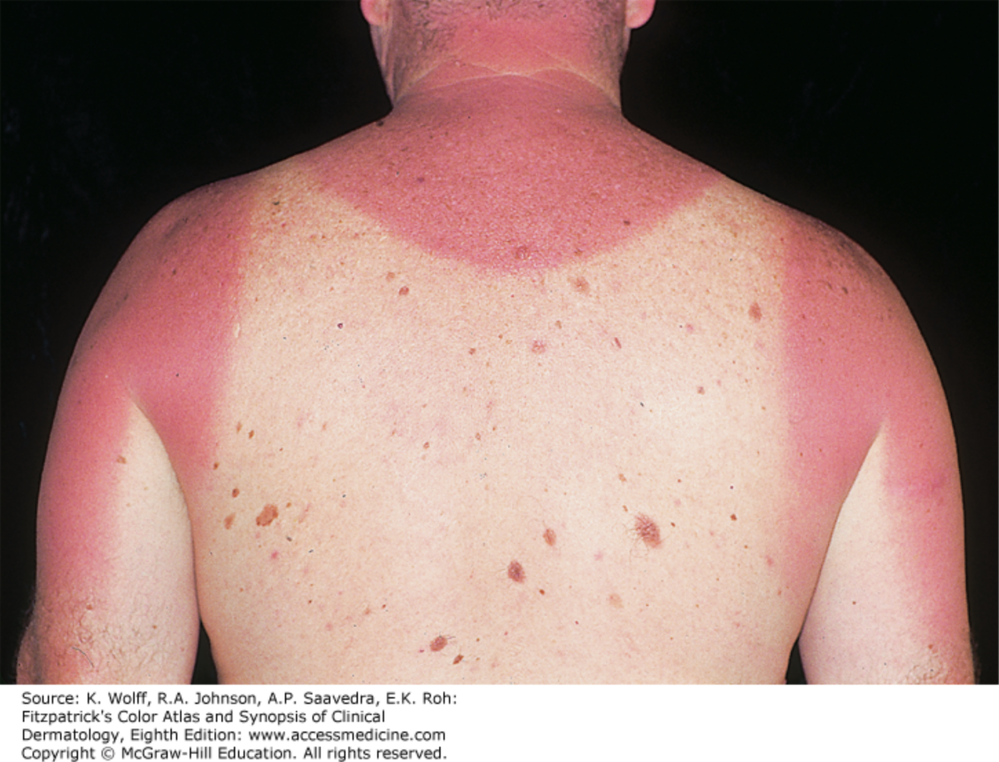 Source: K. Wolff, R.A. Johnson, A.P. Saavedra, E.K. Roh:
Fitzpatrick's Color Atlas and Synopsis of Clinical
Dermatology, Eighth Edition: www.accessmedicine.com
Copyright © McGraw-Hill Education. All rights reserved.